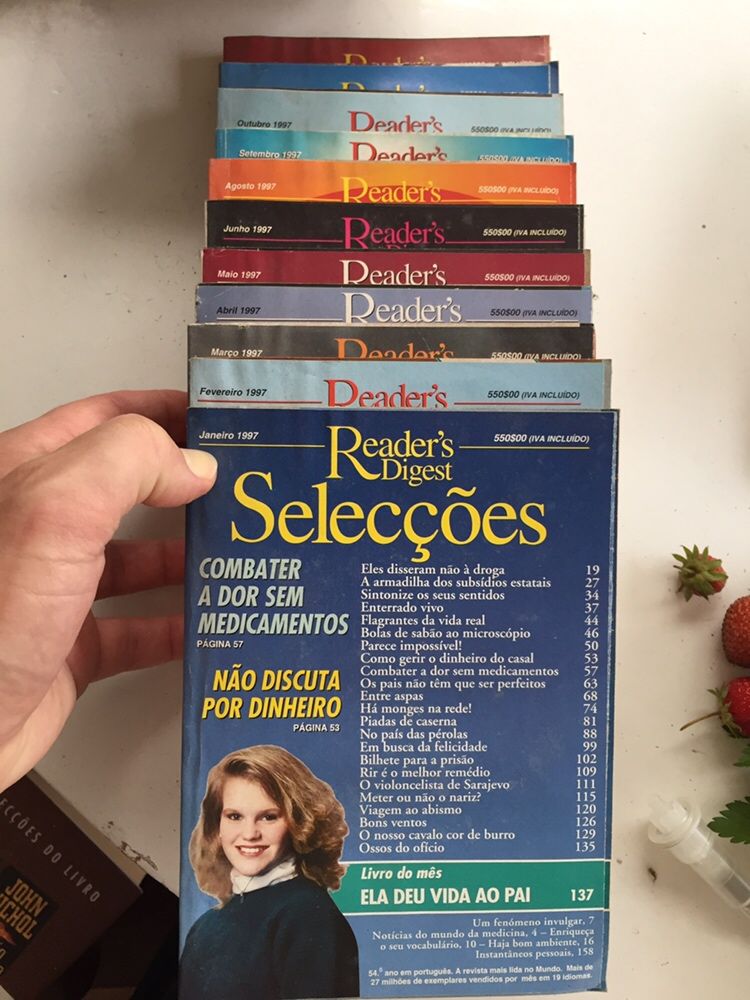 Outubro 1997 Reader's 550$00 (IVA INCLUÍDO)
Setembro 1997 Reader's 550$00 (IVA INCLUÍDO)
Agosto 1997 Reader's 550$00 (IVA INCLUÍDO)
Junho 1997 Reader's 550$00 (IVA INCLUÍDO)
Maio 1997 Reader's 550$00 (IVA INCLUÍDO)
Abril 1997 Reader's 550$00 (IVA INCLUÍDO)
Março 1997 Reader's 550$00 (IVA INCLUÍDO)
Fevereiro 1997 Reader's 550$00 (IVA INCLUÍDO)
Janeiro 1997 Reader's 550$00 (IVA INCLUÍDO)
Digest
Selecções
COMBATER
A DOR SEM
MEDICAMENTOS
PÁGINA 57
NÃO DISCUTA
POR DINHEIRO
PÁGINA 53
Eles disseram não à droga 19
A armadilha dos subsídios estatais 27
Sintonize os seus sentidos 34
Enterrado vivo 37
Flagrantes da vida real 44
Bolas de sabão ao microscópio 46
Parece impossível! 50
Como gerir o dinheiro do casal 53
Combater a dor sem medicamentos 57
Os pais não têm que ser perfeitos 63
Entre aspas 68
Há monges na rede! 74
Piadas de caserna 81
No país das pérolas 88
Em busca da felicidade 99
Bilhete para a prisão 102
Rir é o melhor remédio 109
O violoncelista de Sarajevo 111
Meter ou não o nariz? 115
Viagem ao abismo 120
Bons ventos 126
O nosso cavalo cor de burro 129
Ossos do ofício 135
Livro do mês
ELA DEU VIDA AO PAI 137
Um fenómeno invulgar, 7
Notícias do mundo da medicina, 4 – Enriqueça
o seu vocabulário, 10 – Haja bom ambiente, 16
Instantâneos pessoais, 158
54.º ano em português. A revista mais lida no Mundo. Mais de
27 milhões de exemplares vendidos por mês em 19 idiomas.
DO LIVRO
JOHN